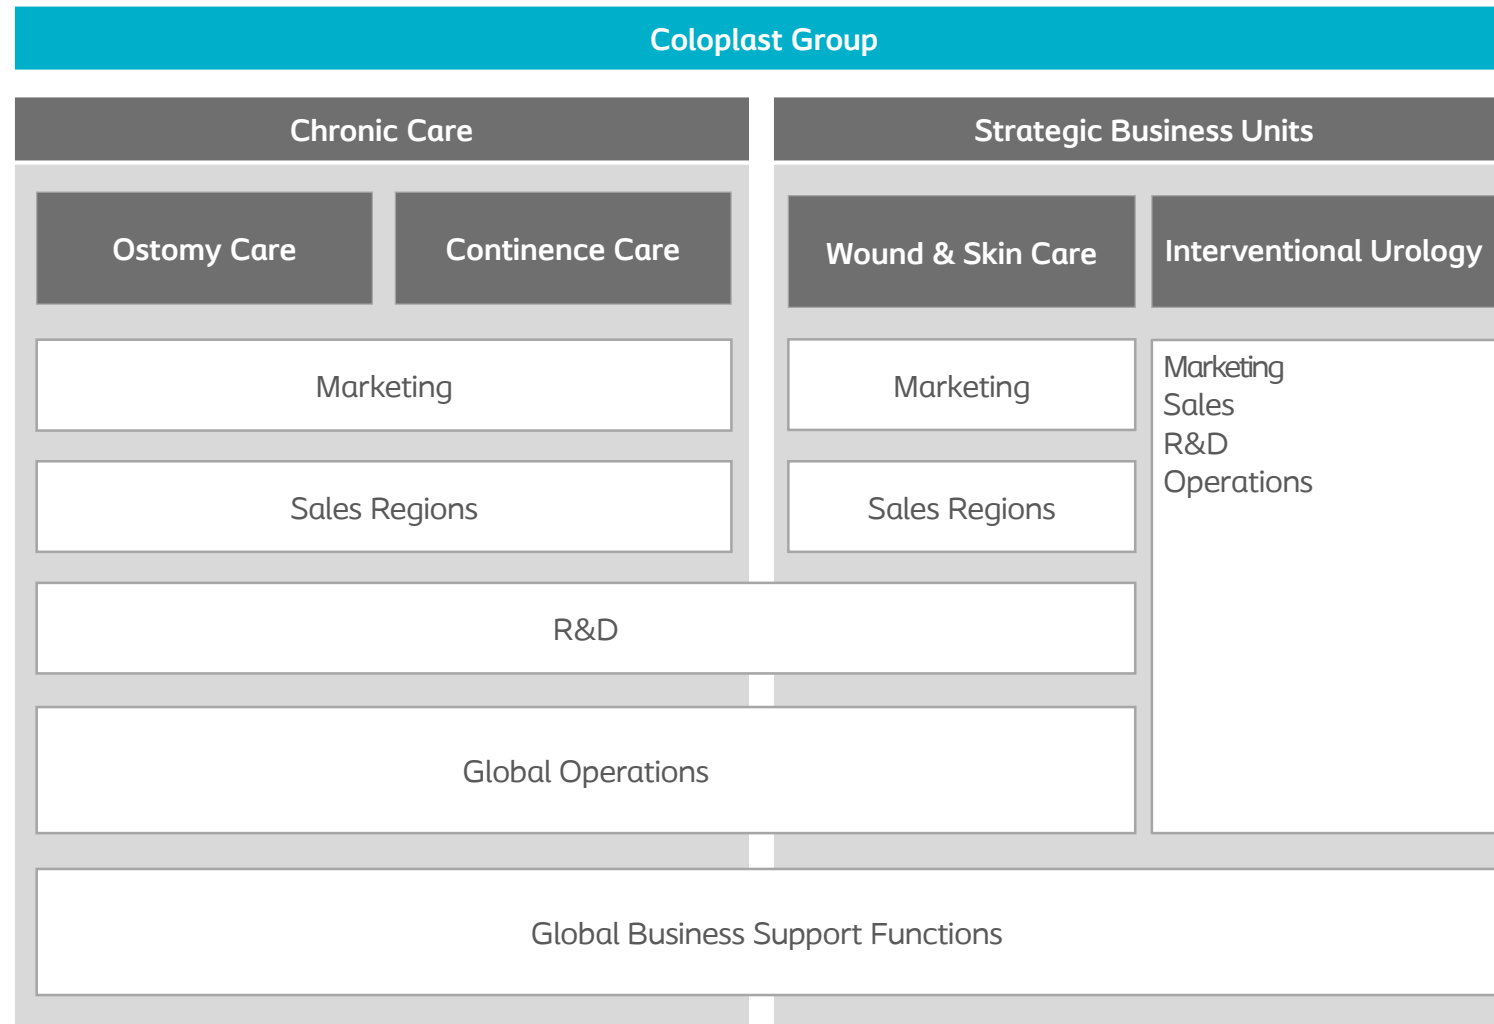 Coloplast Group
Chronic Care
Strategic Business Units
Ostomy Care
Continence Care
Wound & Skin Care
Interventional Urology
Marketing
Marketing
Marketing
Sales
R&D
Operations
Sales Regions
Sales Regions
R&D
Global Operations
Global Business Support Functions